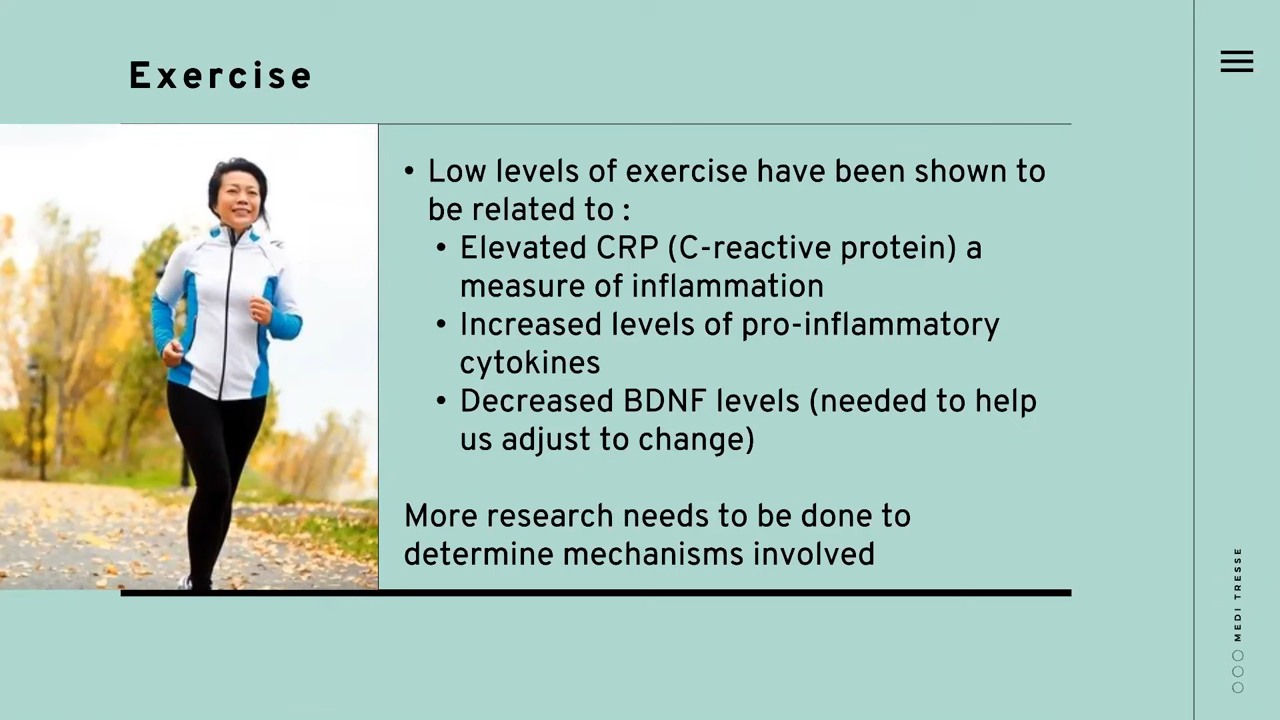 Exercise
• Low levels of exercise have been shown to
be related to :
• Elevated CRP (C-reactive protein) a
measure of inflammation
• Increased levels of pro-inflammatory
cytokines
• Decreased BDNF levels (needed to help
us adjust to change)
More research needs to be done to
determine mechanisms involved
MEDI TRESSE